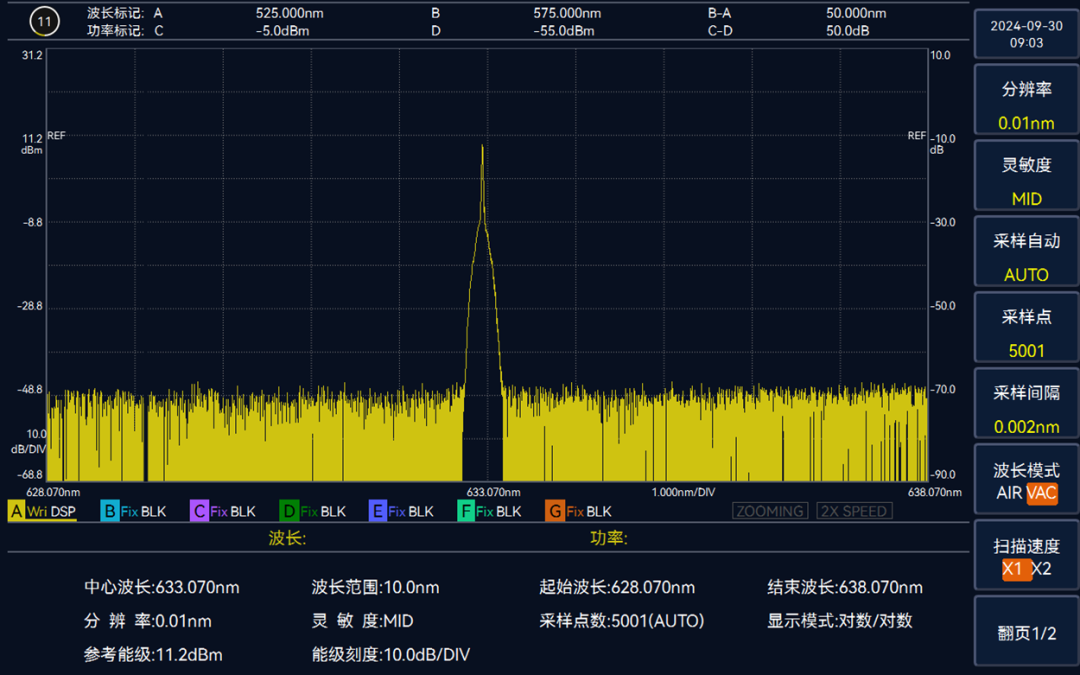 11
波长标记: A 525.000nm B 575.000nm B-A 50.000nm
功率标记: C -5.0dBm D -55.0dBm C-D 50.0dB
2024-09-30
09:03
31.2 10.0
分辨率
0.01nm
11.2 REF REF -10.0
dBm dB
灵敏度
MID
-8.8 -30.0
采样自动
AUTO
-28.8 -50.0
采样点
5001
-48.8 -70.0
采样间隔
0.002nm
10.0
dB/DIV
-68.8 -90.0
波长模式
AIR VAC
628.070nm 633.070nm 1.000nm/DIV 638.070nm
A Wri DSP B Fix BLK C Fix BLK D Fix BLK E Fix BLK F Fix BLK G Fix BLK ZOOMING 2X SPEED
波长: 功率:
扫描速度
X1 X2
中心波长:633.070nm 波长范围:10.0nm 起始波长:628.070nm 结束波长:638.070nm
分 辨 率:0.01nm 灵 敏 度:MID 采样点数:5001(AUTO) 显示模式:对数/对数
翻页1/2
参考能级:11.2dBm 能级刻度:10.0dB/DIV